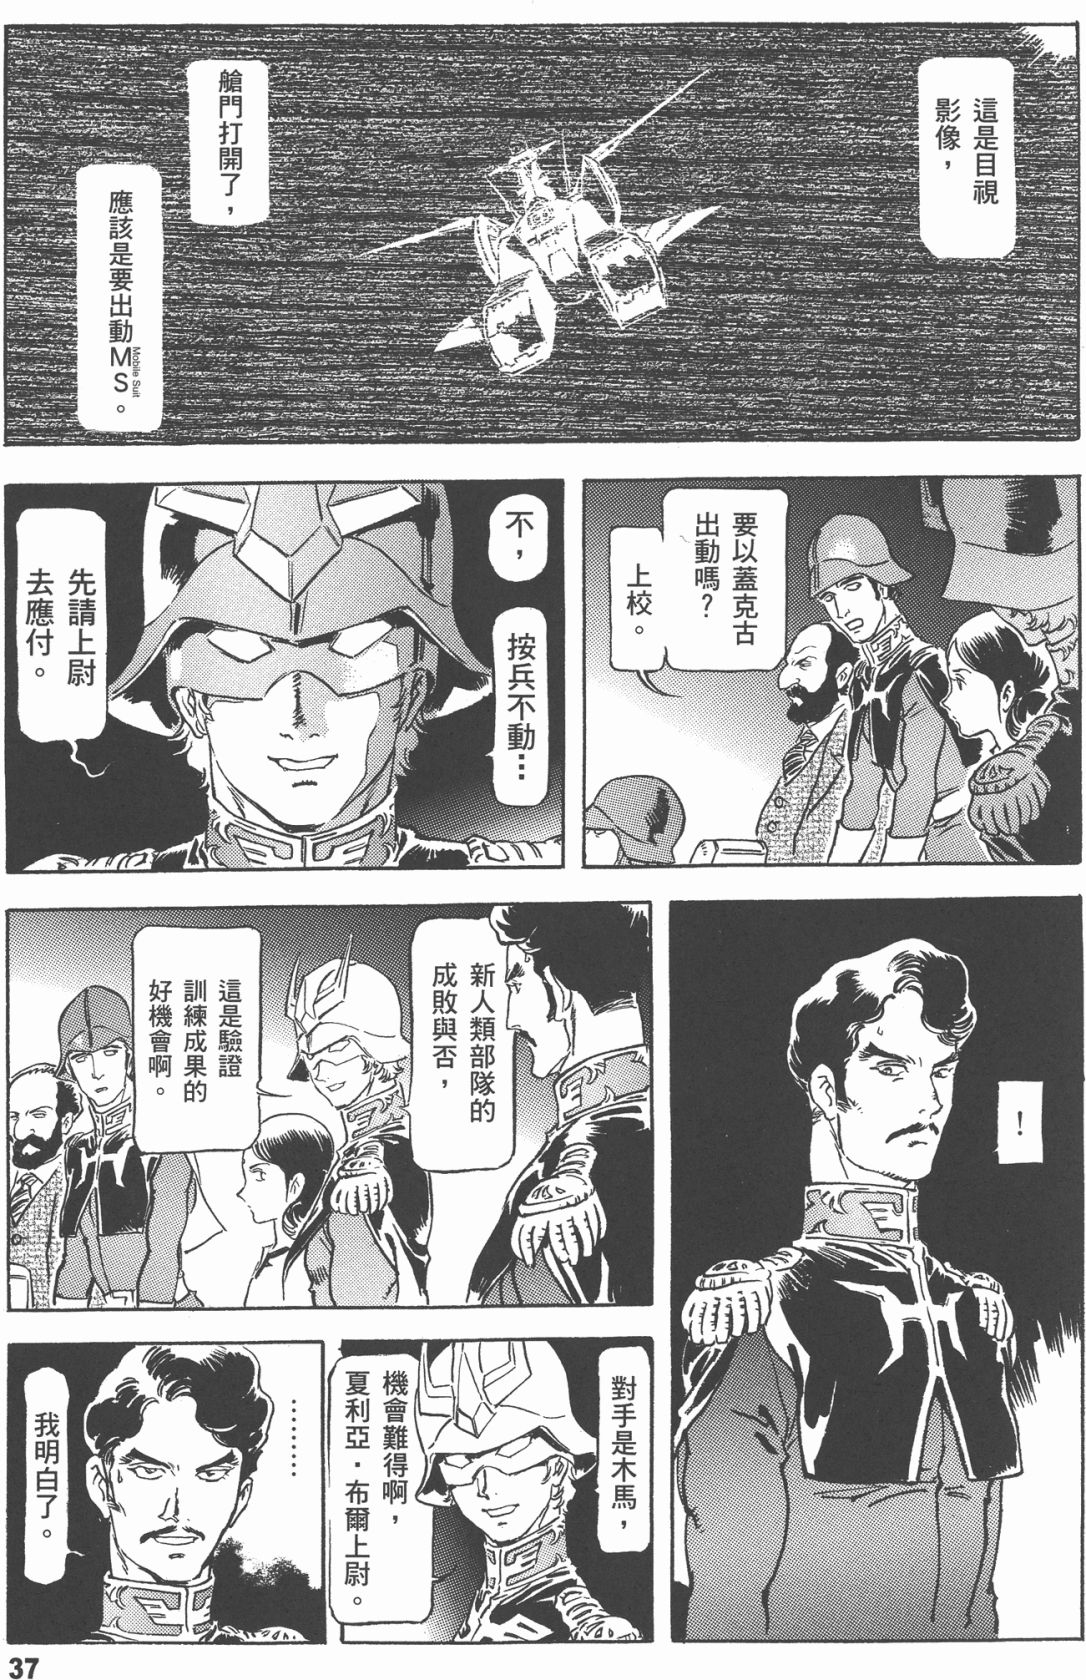 這是目視
影像，
艙門打開了，
應該是要出動MS。
Mobile Suit
要以蓋克古
出動嗎？
上校。
不，
按兵不動…
先請上尉
去應付。
！
新人類部隊的
成敗與否，
這是驗證
訓練成果的
好機會啊。
對手是木馬，
機會難得啊，
夏利亞・布爾上尉。
………
我明白了。
37